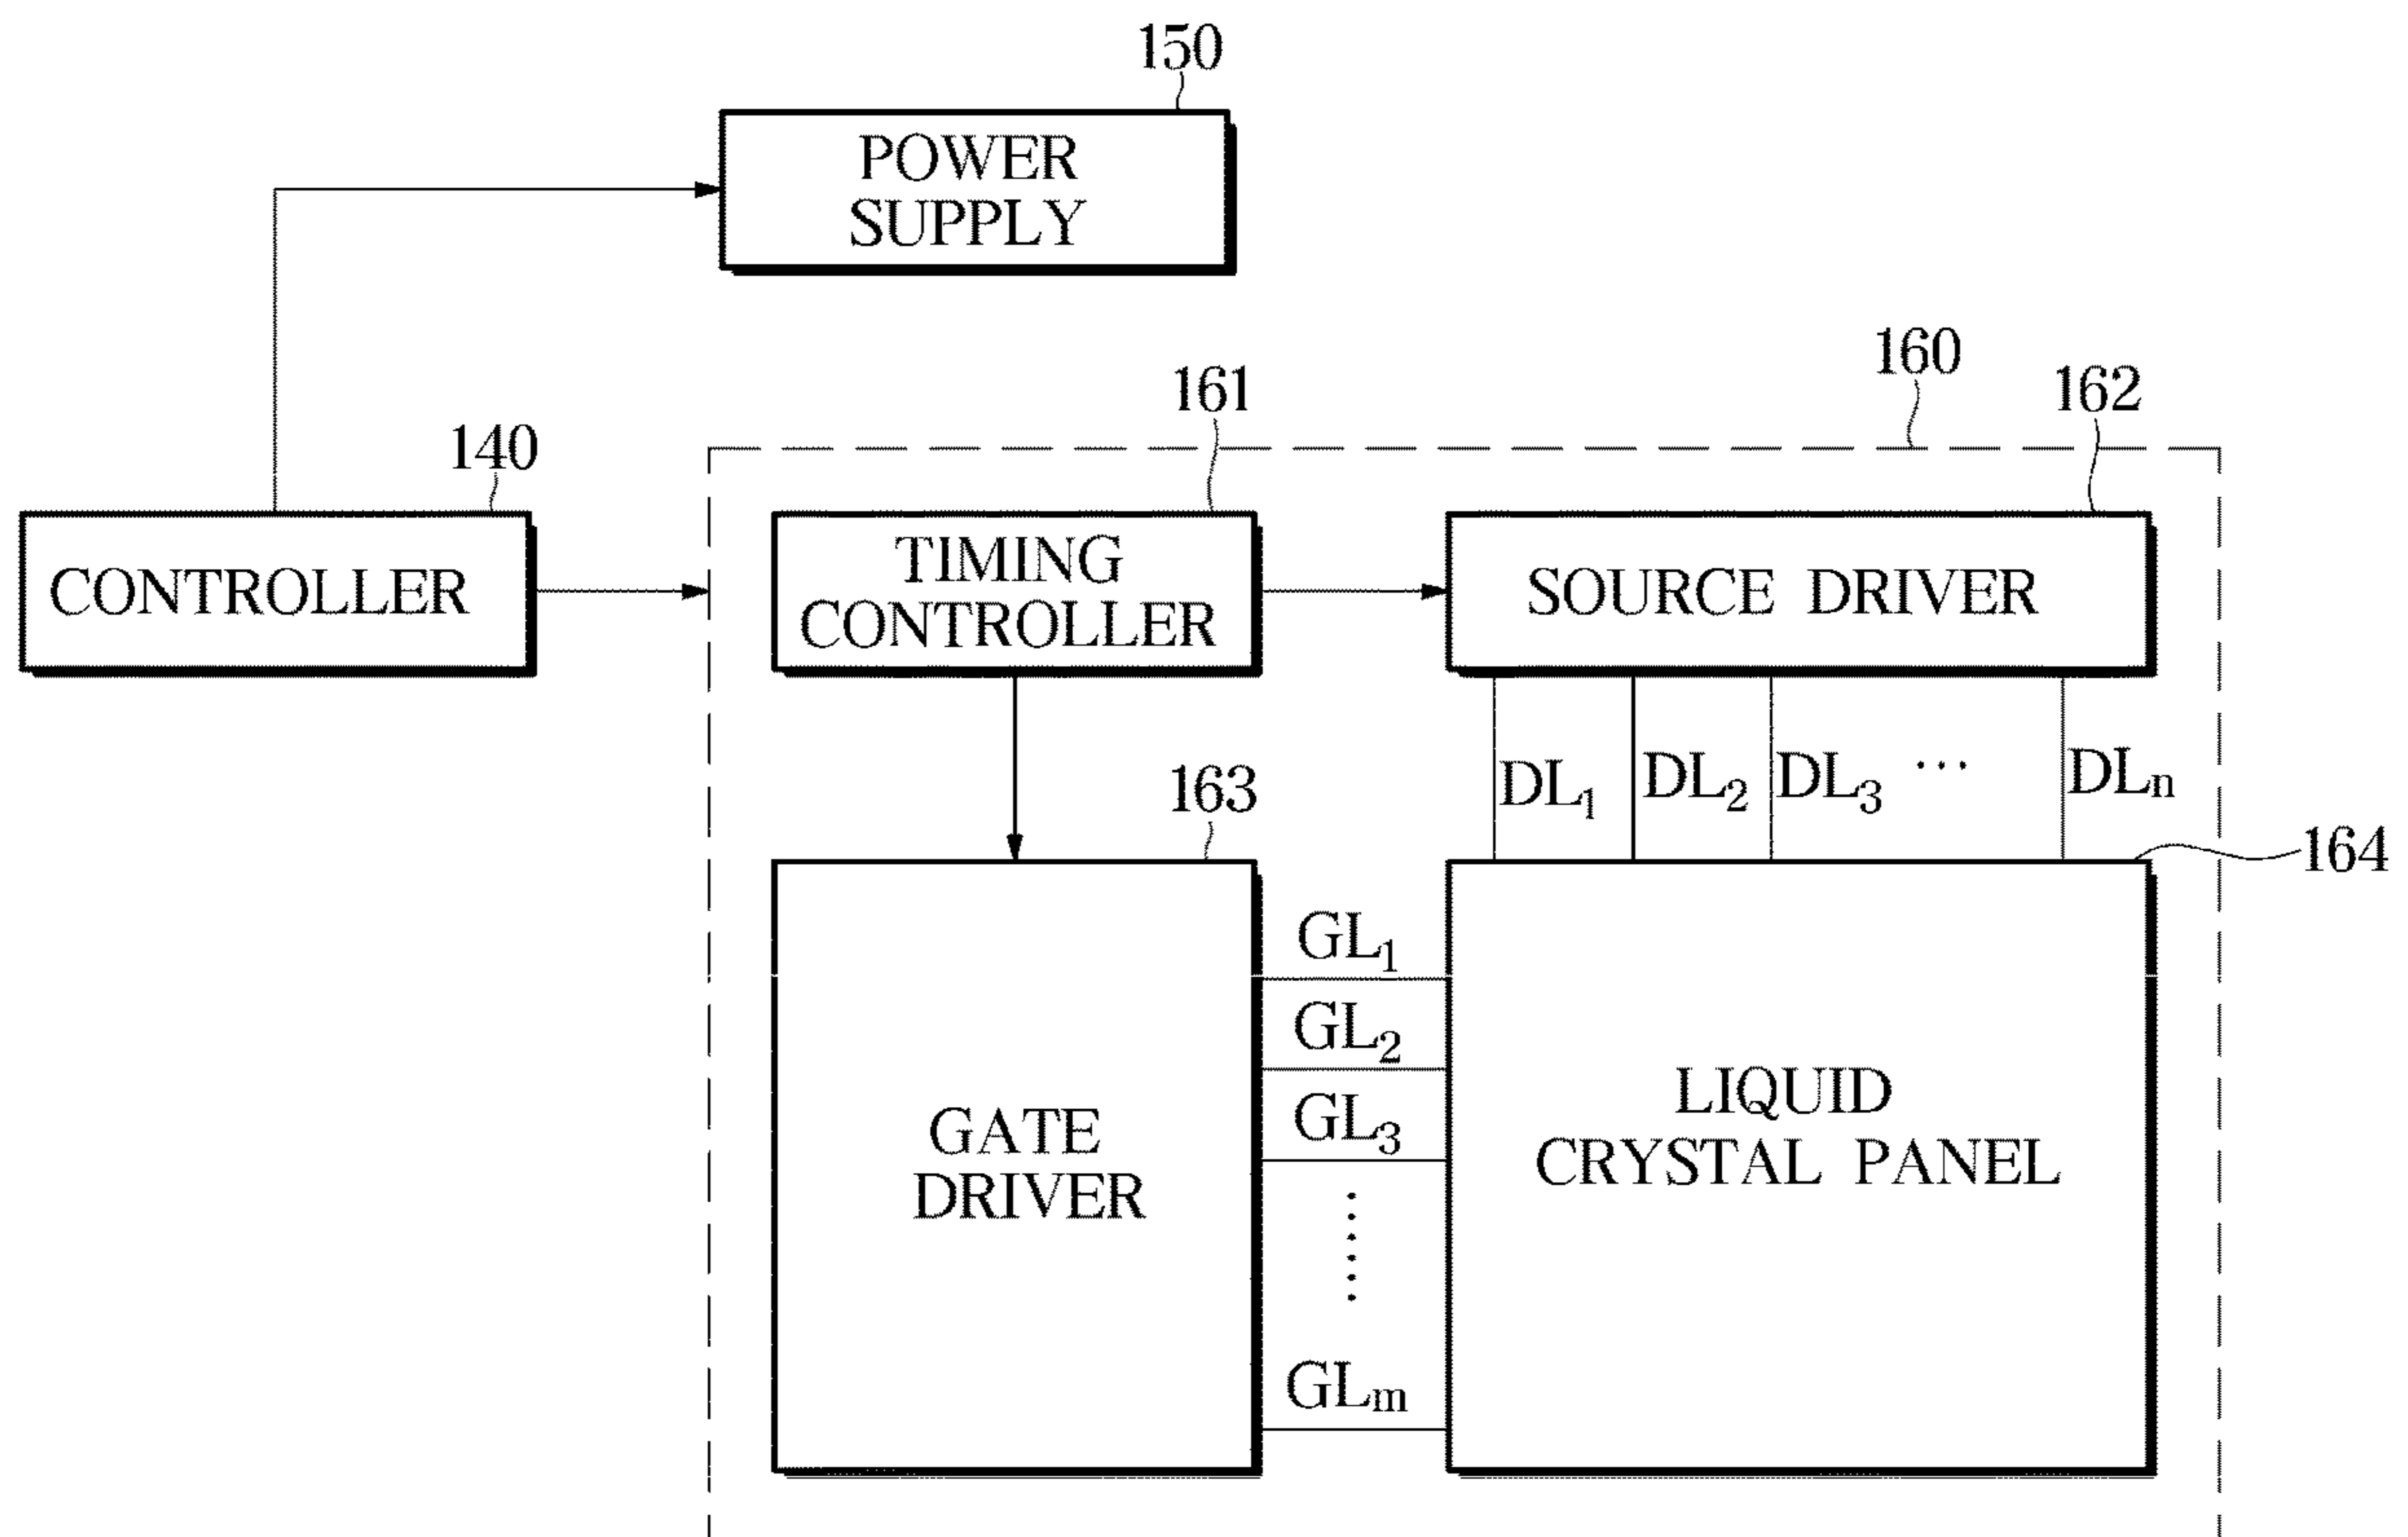 150
POWER
SUPPLY
160
161
162
140
CONTROLLER
TIMING
CONTROLLER
SOURCE DRIVER
DL1
DL2
DL3
...
DLn
163
164
GL1
GL2
GL3
GLm
GATE
DRIVER
LIQUID
CRYSTAL PANEL